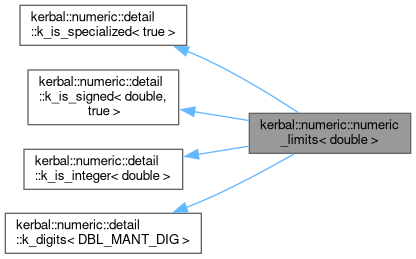 kerbal::numeric::detail
::k_is_specialized< true >
kerbal::numeric::detail
::k_is_signed< double,
true >
kerbal::numeric::numeric
_limits< double >
kerbal::numeric::detail
::k_is_integer< double >
kerbal::numeric::detail
::k_digits< DBL_MANT_DIG >